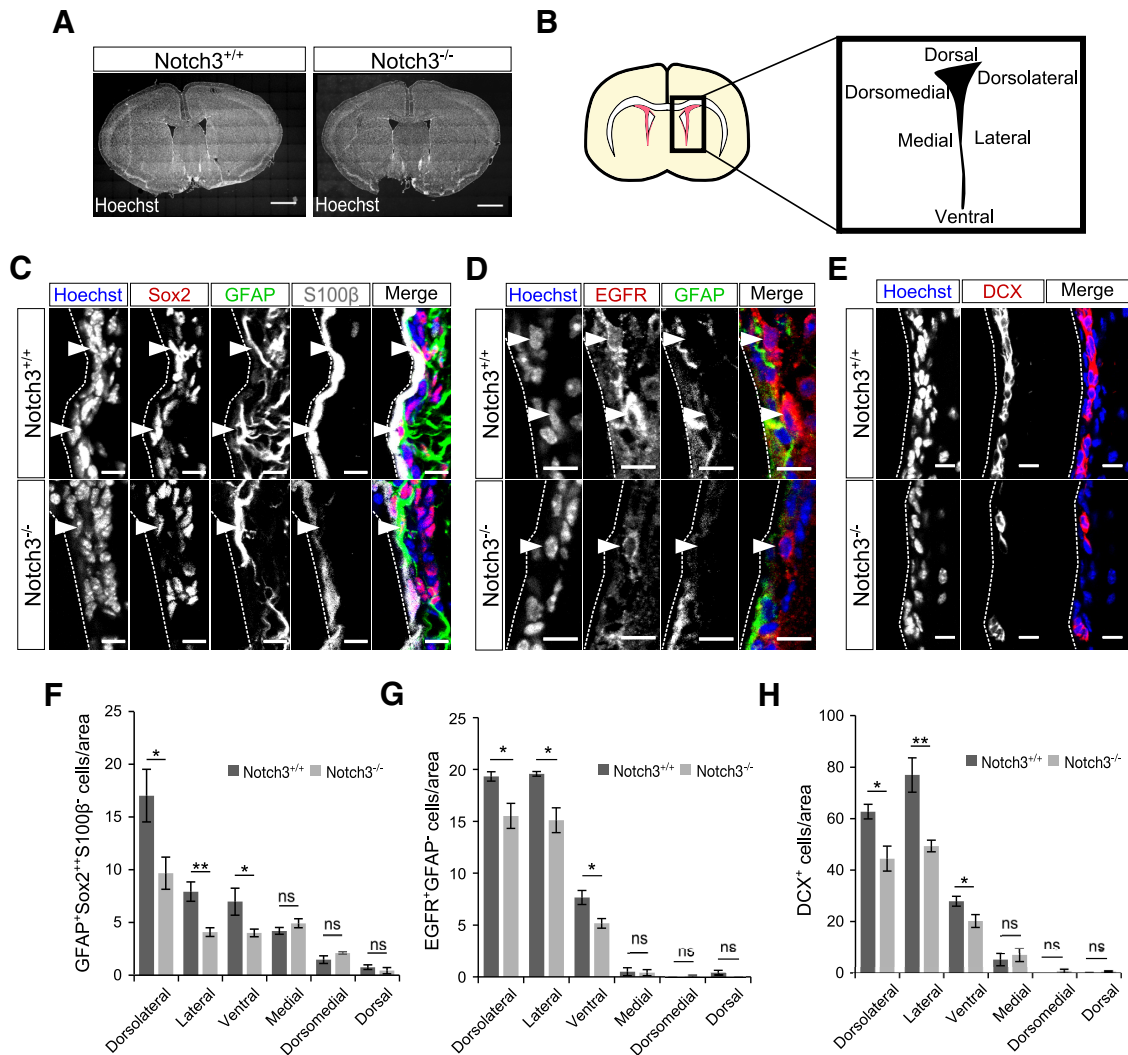 A
Notch3+/+
Notch3-/-
Hoechst
Hoechst
B
Dorsal
Dorsolateral
Dorsomedial
Medial
Lateral
Ventral
C
Hoechst
Sox2
GFAP
S100β
Merge
Notch3+/+
Notch3-/-
D
Hoechst
EGFR
GFAP
Merge
Notch3+/+
Notch3-/-
E
Hoechst
DCX
Merge
Notch3+/+
Notch3-/-
F
GFAP+Sox2++S100β- cells/area
25
20
15
10
5
0
*
**
*
ns
ns
ns
Notch3+/+
Notch3-/-
Dorsolateral
Lateral
Ventral
Medial
Dorsomedial
Dorsal
G
EGFR+GFAP- cells/area
25
20
15
10
5
0
*
*
*
ns
ns
ns
Notch3+/+
Notch3-/-
Dorsolateral
Lateral
Ventral
Medial
Dorsomedial
Dorsal
H
DCX+ cells/area
100
80
60
40
20
0
*
**
*
ns
ns
ns
Notch3+/+
Notch3-/-
Dorsolateral
Lateral
Ventral
Medial
Dorsomedial
Dorsal